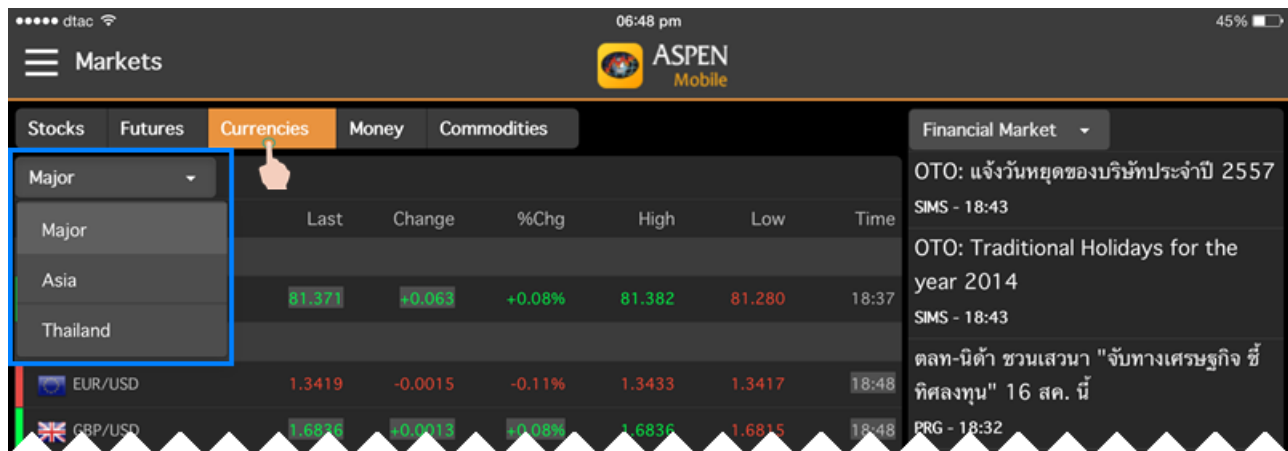 dtac 06:48 pm 45%
Markets ASPEN Mobile
Stocks Futures Currencies Money Commodities Financial Market
Major
Last Change %Chg High Low Time
Major
Asia
Thailand
81.371 +0.063 +0.08% 81.382 81.280 18:37
EUR/USD 1.3419 -0.0015 -0.11% 1.3433 1.3417 18:48
GBP/USD 1.6836 +0.0013 +0.08% 1.6836 1.6815 18:48
OTO: แจ้งวันหยุดของบริษัทประจำปี 2557
SIMS - 18:43
OTO: Traditional Holidays for the
year 2014
SIMS - 18:43
ตลท-นิด้า ชวนเสวนา "จับทางเศรษฐกิจ ชี้
ทิศลงทุน" 16 สค. นี้
PRG - 18:32